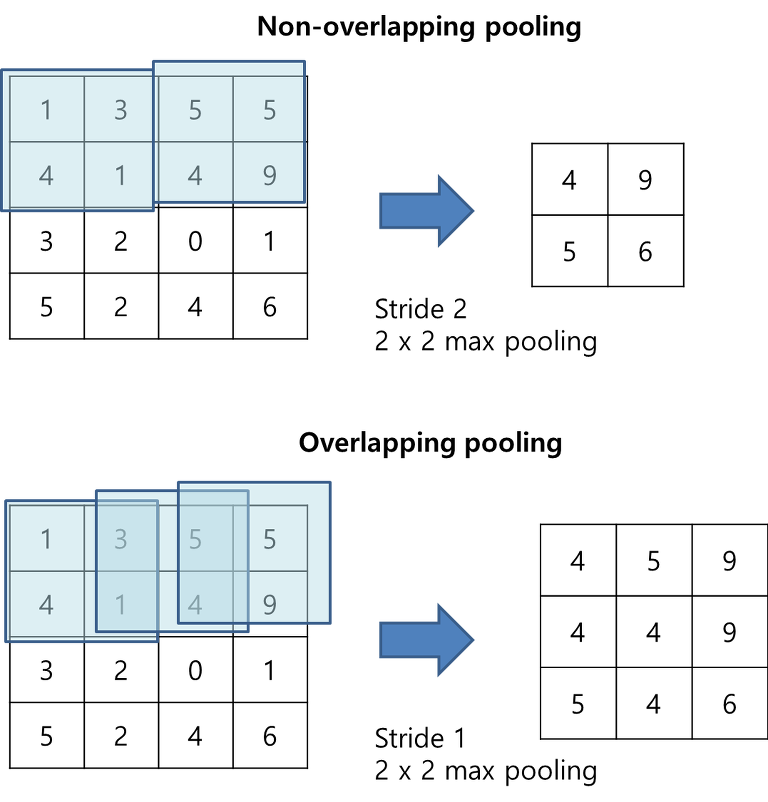 Non-overlapping pooling
1 3 5 5
4 1 4 9
3 2 0 1
5 2 4 6
4 9
5 6
Stride 2
2 x 2 max pooling
Overlapping pooling
1 3 5 5
4 1 4 9
3 2 0 1
5 2 4 6
4 5 9
4 4 9
5 4 6
Stride 1
2 x 2 max pooling